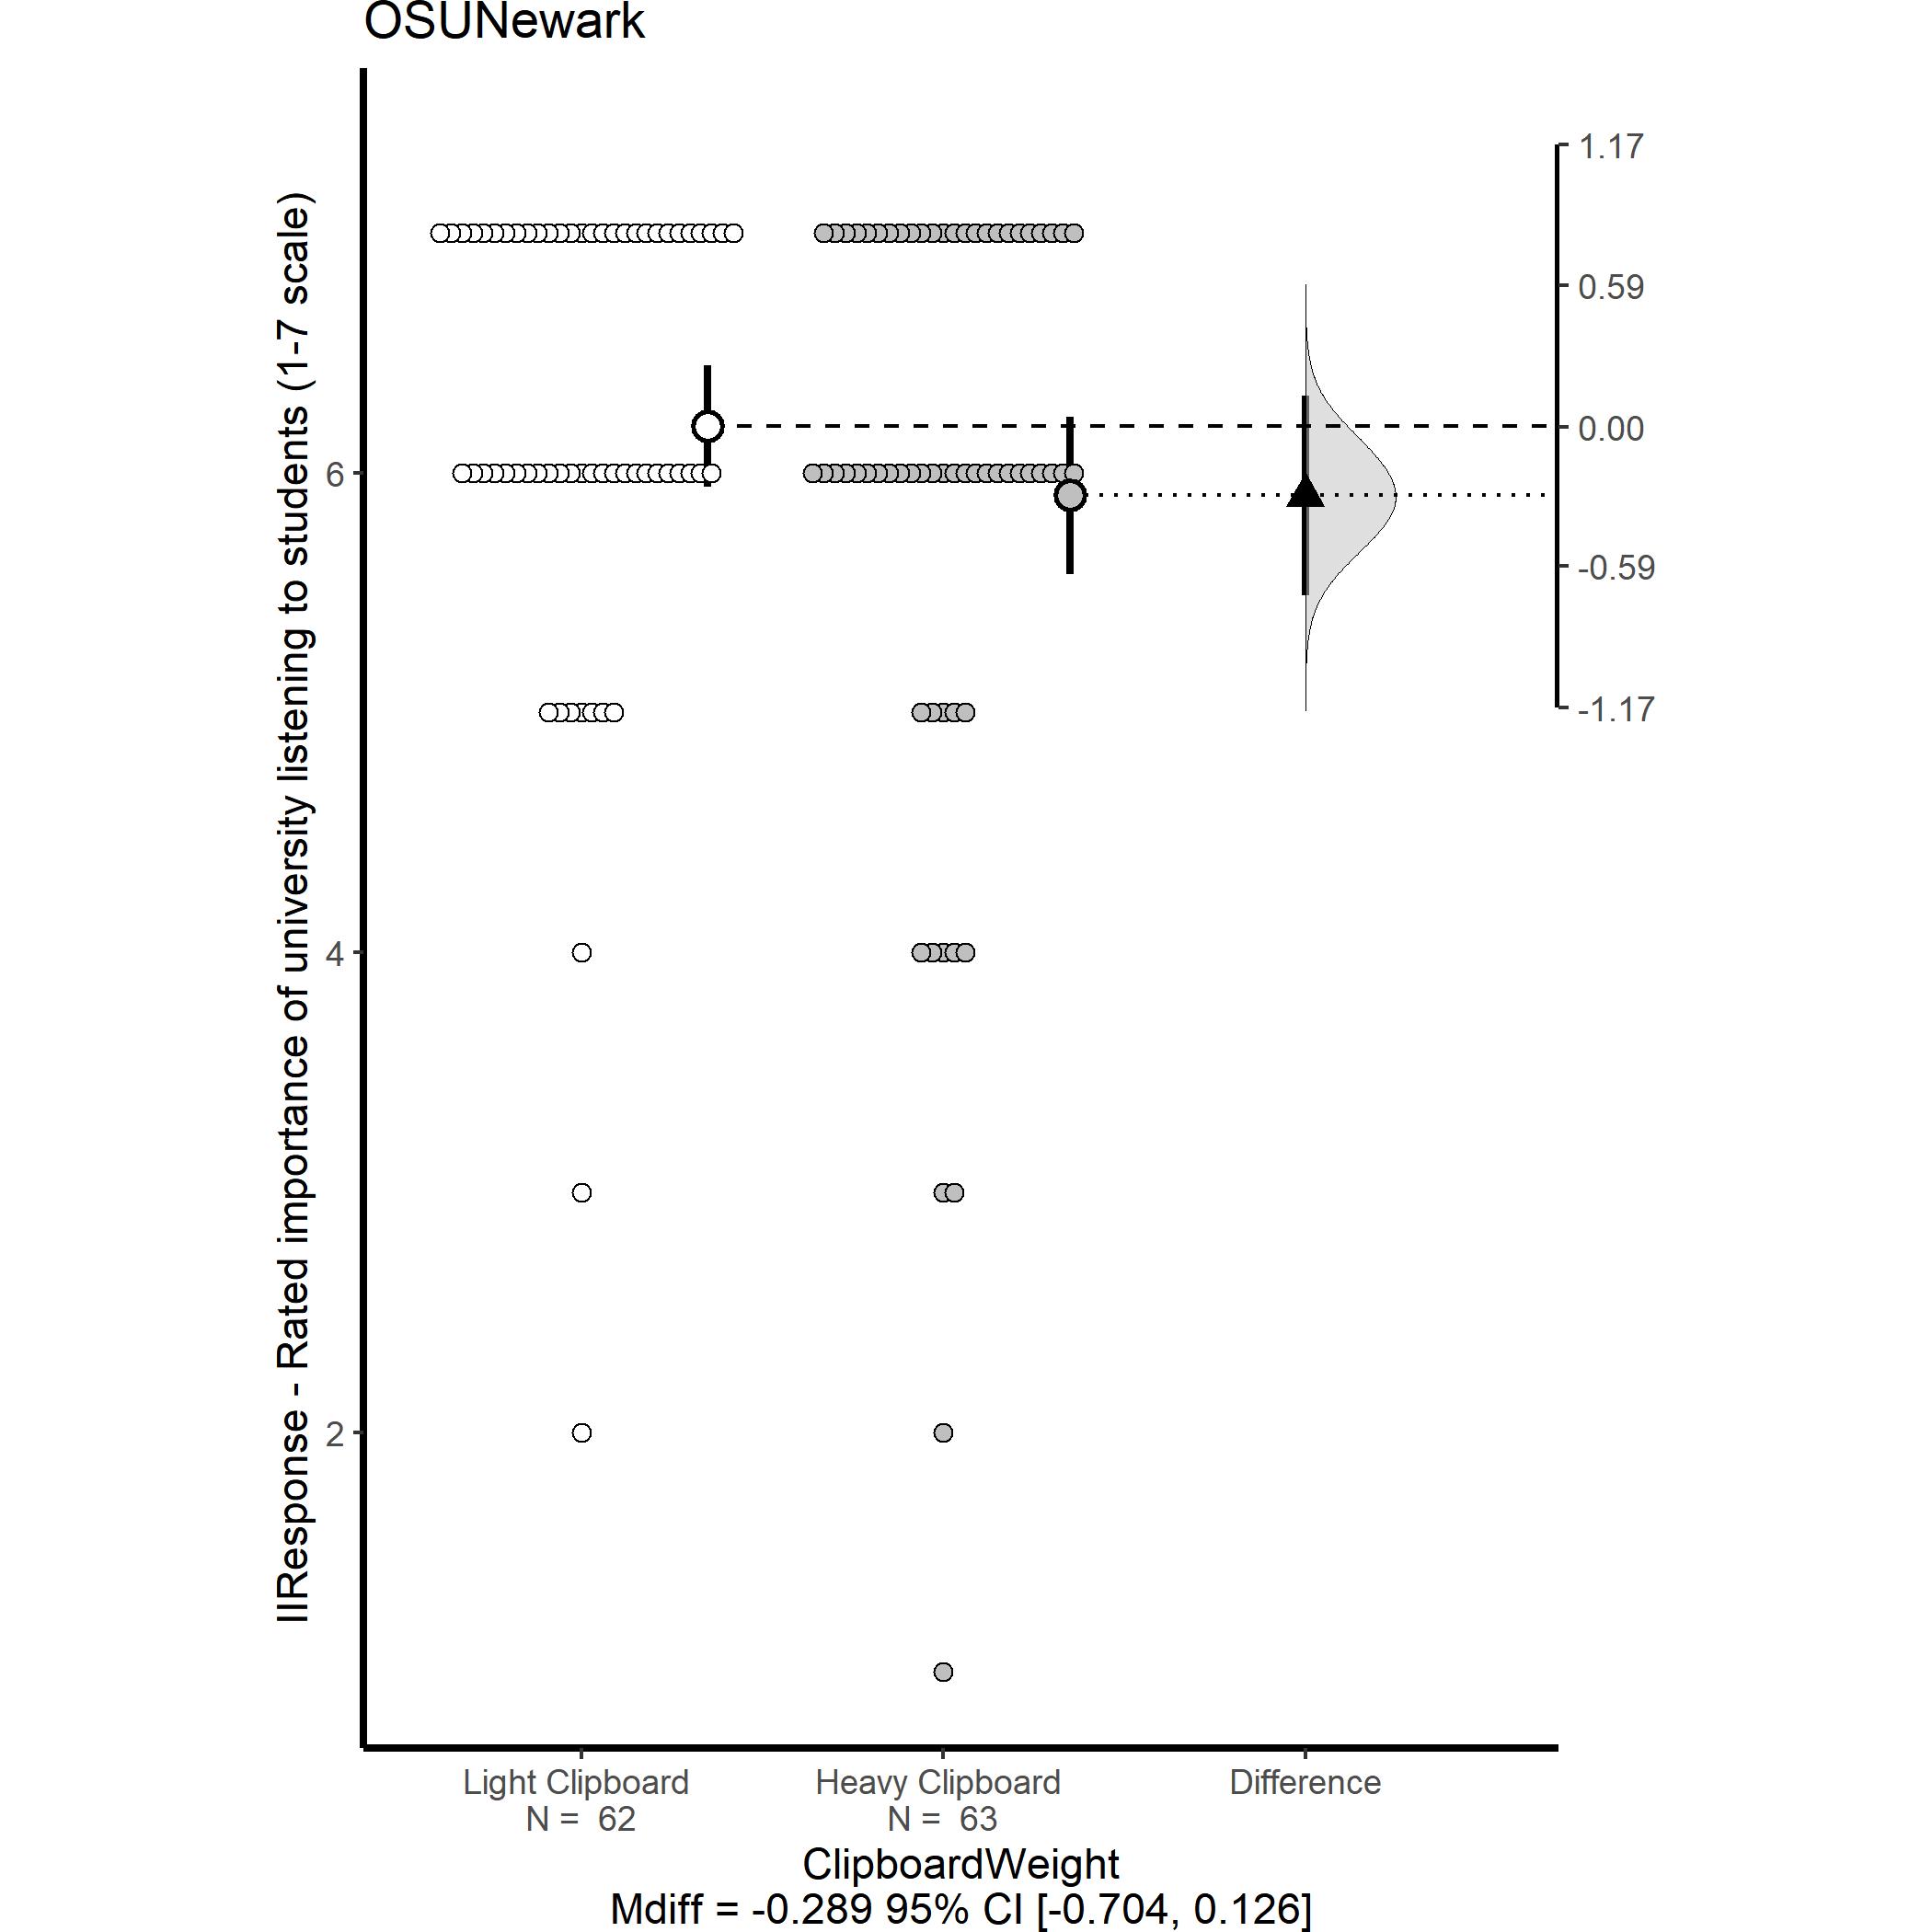 OSUNewark
IIResponse - Rated importance of university listening to students (1-7 scale)
6
4
2
1.17
0.59
0.00
-0.59
-1.17
Light Clipboard
N =  62
Heavy Clipboard
N =  63
Difference
ClipboardWeight
Mdiff = -0.289 95% CI [-0.704, 0.126]